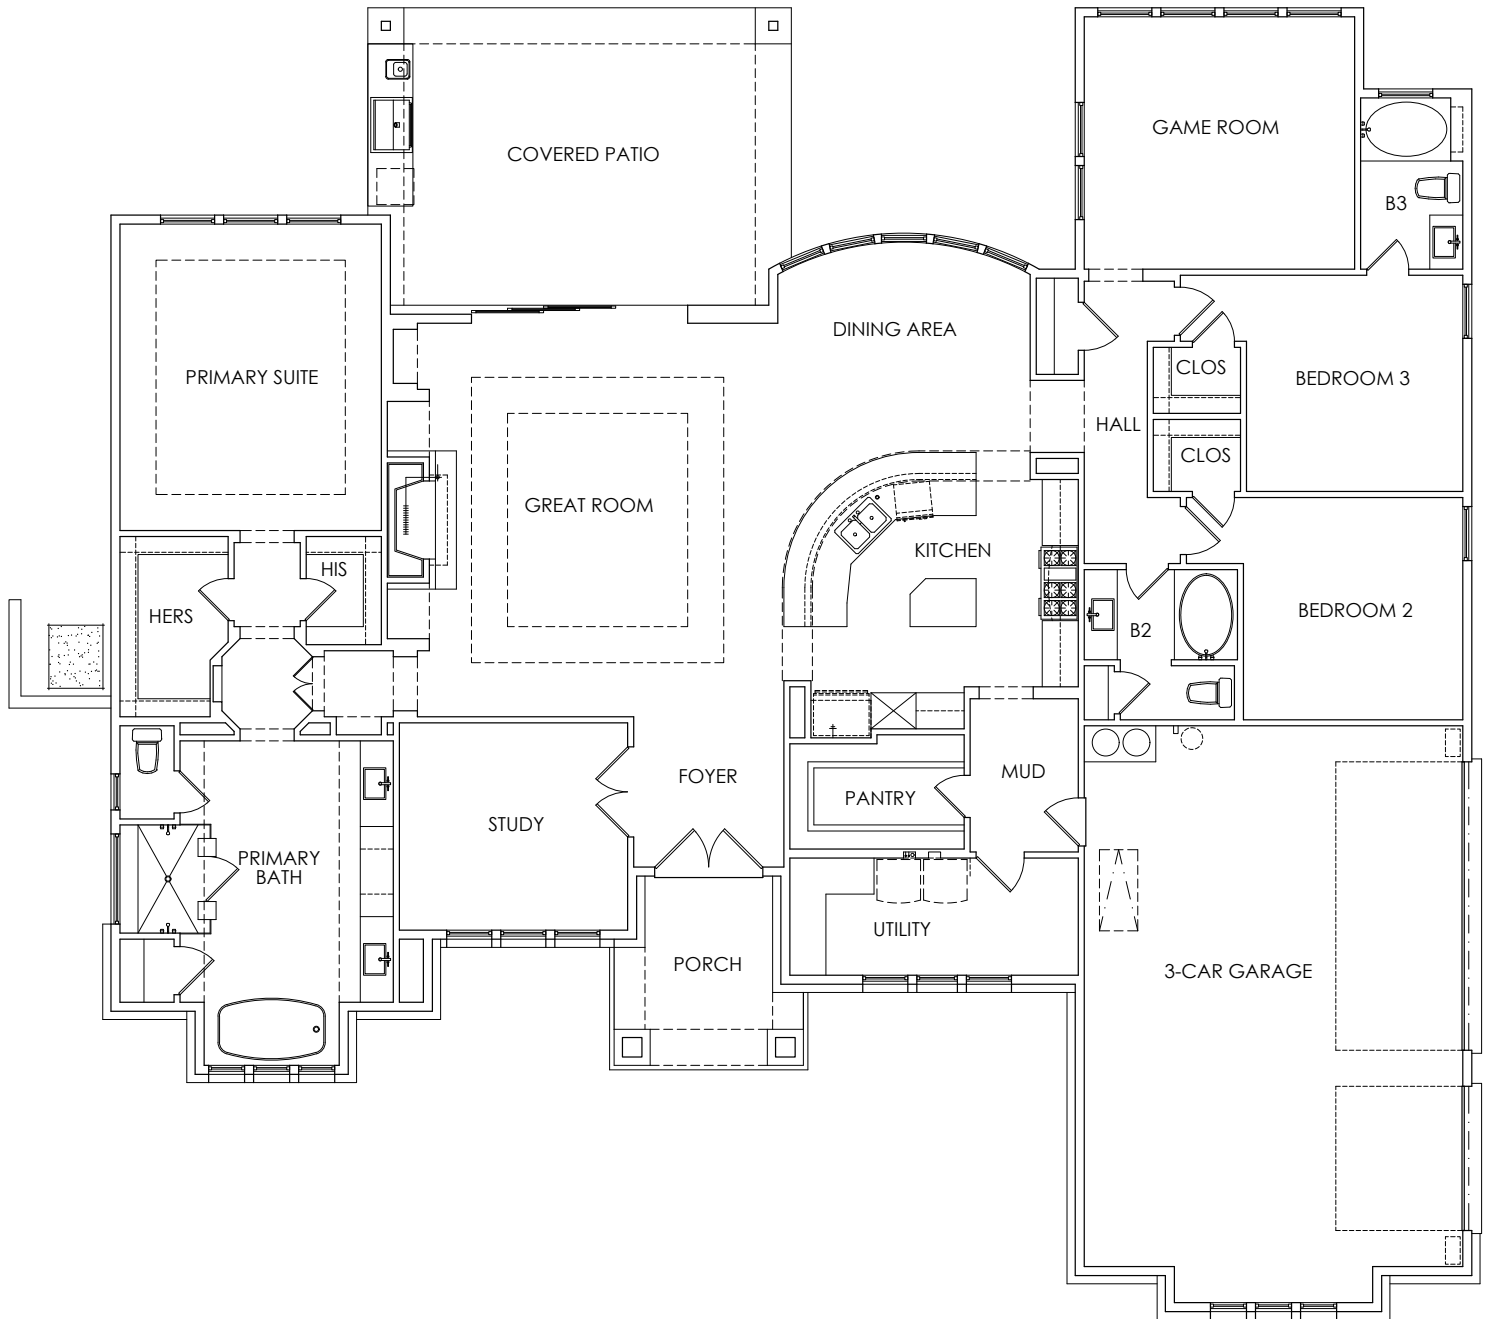 GAME ROOM
COVERED PATIO
B3
DINING AREA
PRIMARY SUITE
CLOS
BEDROOM 3
HALL
CLOS
GREAT ROOM
KITCHEN
HIS
HERS
BEDROOM 2
B2
FOYER
MUD
PANTRY
STUDY
PRIMARY
BATH
UTILITY
PORCH
3-CAR GARAGE